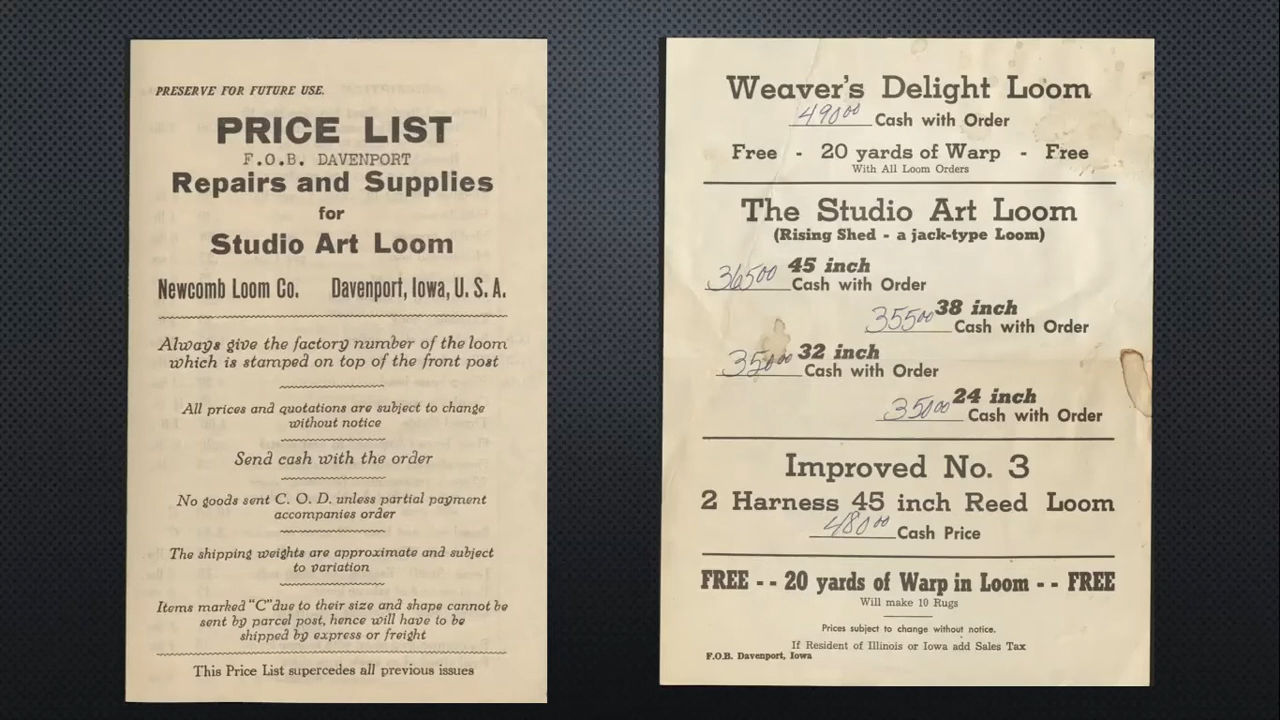 PRESERVE FOR FUTURE USE.
PRICE LIST
F.O.B. DAVENPORT
Repairs and Supplies
for
Studio Art Loom
Newcomb Loom Co. Davenport, Iowa, U. S. A.
Always give the factory number of the loom
which is stamped on top of the front post
All prices and quotations are subject to change
without notice
Send cash with the order
No goods sent C. O. D. unless partial payment
accompanies order
The shipping weights are approximate and subject
to variation
Items marked "C" due to their size and shape cannot be
sent by parcel post, hence will have to be
shipped by express or freight
This Price List supercedes all previous issues
Weaver's Delight Loom
490 00 Cash with Order
Free - 20 yards of Warp - Free
With All Loom Orders
The Studio Art Loom
(Rising Shed - a jack-type Loom)
45 inch
365 00 Cash with Order
38 inch
355 00 Cash with Order
32 inch
350 00 Cash with Order
24 inch
350 00 Cash with Order
Improved No. 3
2 Harness 45 inch Reed Loom
480 00 Cash Price
FREE - - 20 yards of Warp in Loom - - FREE
Will make 10 Rugs
Prices subject to change without notice.
If Resident of Illinois or Iowa add Sales Tax
F.O.B. Davenport, Iowa